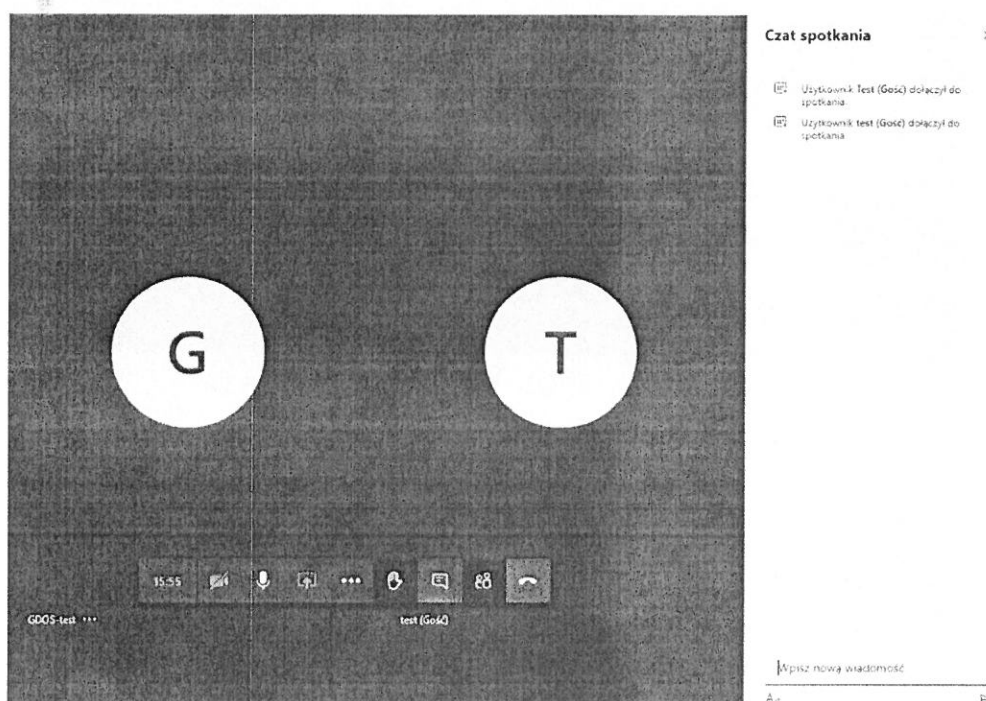 Czat spotkania
Użytkownik Test (Gość) dołączył do
spotkania.
Użytkownik test (Gość) dołączył do
spotkania.
G
T
15:55
GDOS-test •••
test (Gość)
Wpisz nową wiadomość